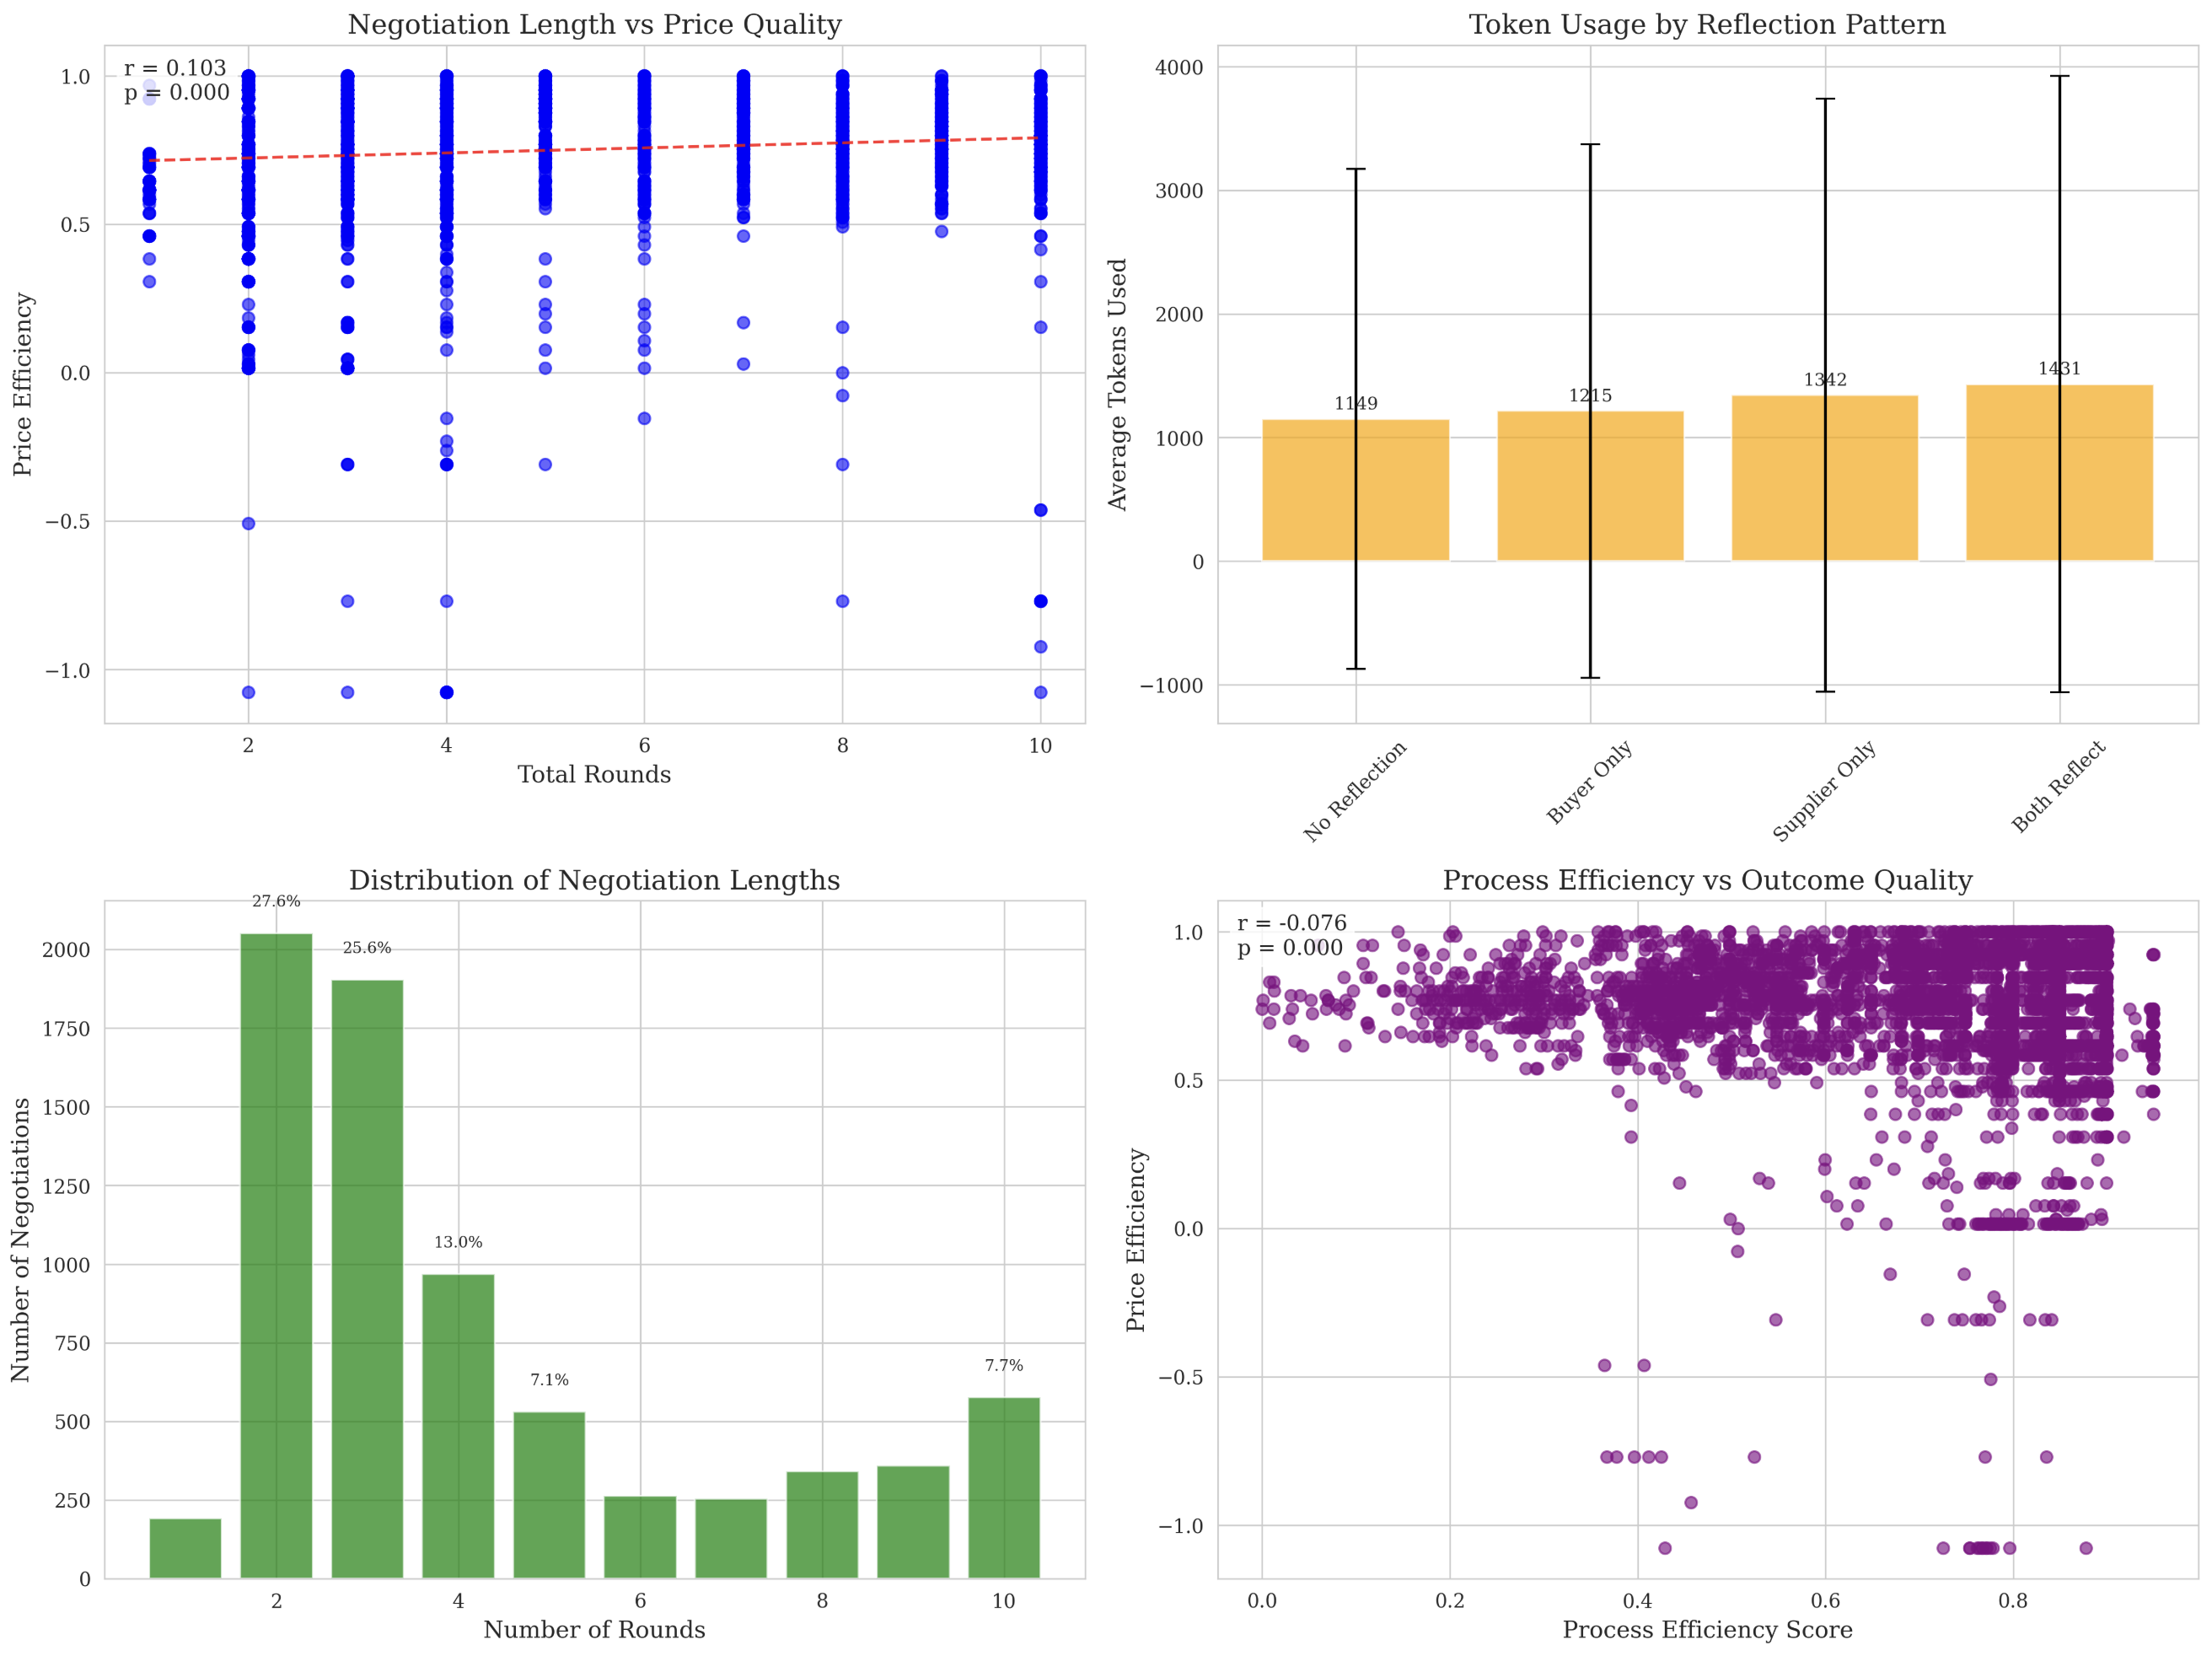 Negotiation Length vs Price Quality
r = 0.103
p = 0.000
1.0
0.5
0.0
−0.5
−1.0
Price Efficiency
2
4
6
8
10
Total Rounds
Token Usage by Reflection Pattern
4000
3000
2000
1000
0
−1000
Average Tokens Used
1149
1215
1342
1431
No Reflection
Buyer Only
Supplier Only
Both Reflect
Distribution of Negotiation Lengths
27.6%
25.6%
13.0%
7.1%
7.7%
2000
1750
1500
1250
1000
750
500
250
0
Number of Negotiations
2
4
6
8
10
Number of Rounds
Process Efficiency vs Outcome Quality
r = -0.076
p = 0.000
1.0
0.5
0.0
−0.5
−1.0
Price Efficiency
0.0
0.2
0.4
0.6
0.8
Process Efficiency Score